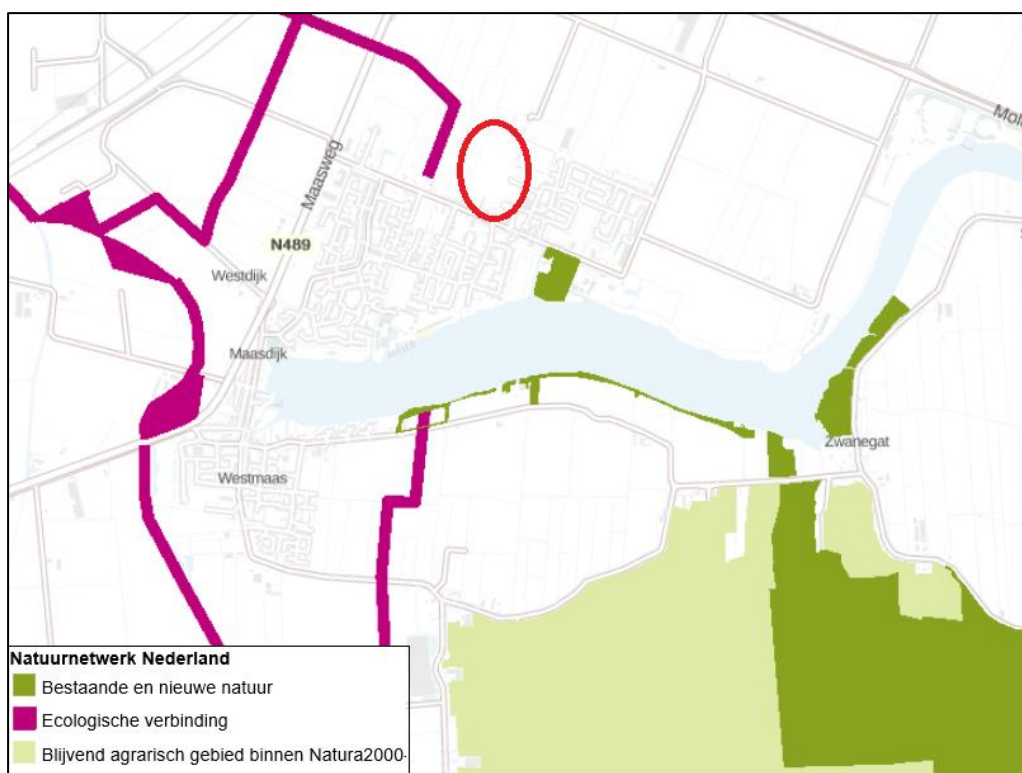 Mol
Maasweg
N489
Westdijk
Maasdijk
Zwanegat
Westmaas
Natuurnetwerk Nederland
Bestaande en nieuwe natuur
Ecologische verbinding
Blijvend agrarisch gebied binnen Natura2000-